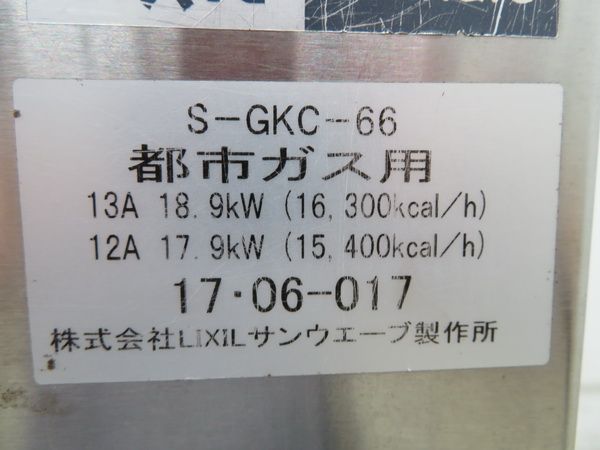 S-GKC-66
都市ガス用
13A 18.9kW (16,300kcal/h)
12A 17.9kW (15,400kcal/h)
17・06-017
株式会社LIXILサンウエーブ製作所